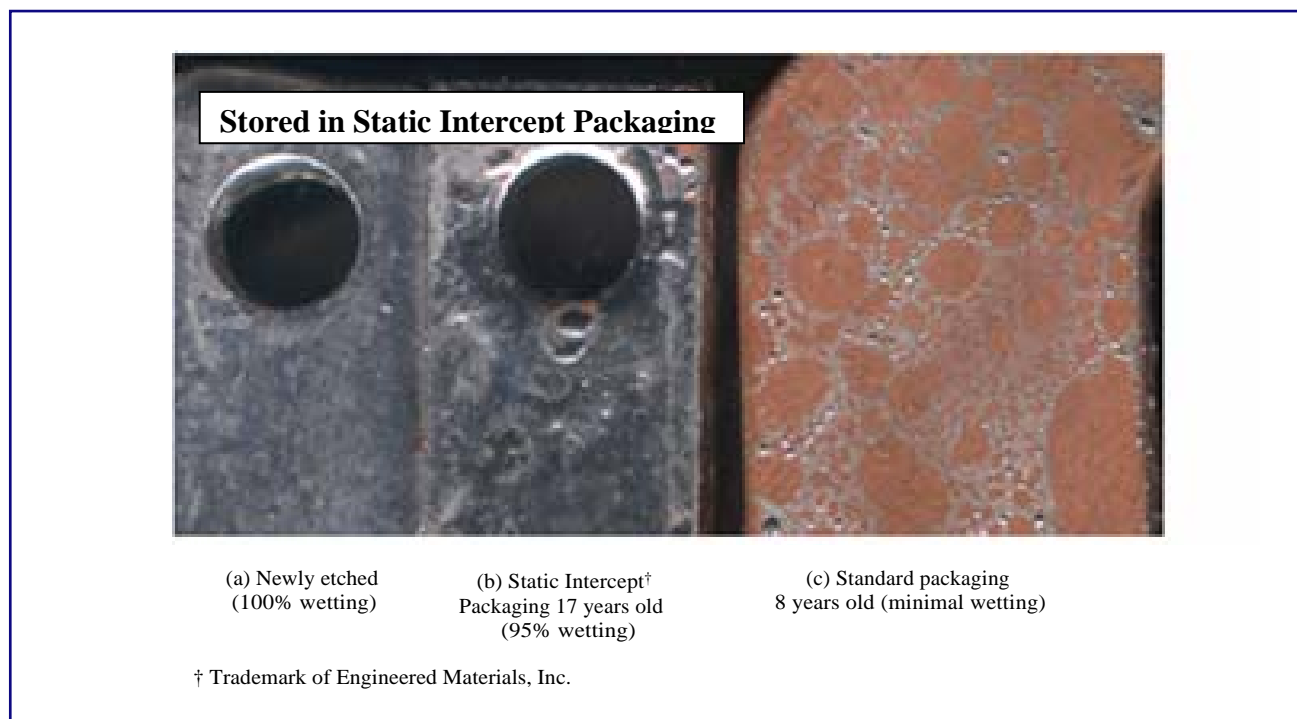 Stored in Static Intercept Packaging
(a) Newly etched
(100% wetting)
(b) Static Intercept†
Packaging 17 years old
(95% wetting)
(c) Standard packaging
8 years old (minimal wetting)
† Trademark of Engineered Materials, Inc.